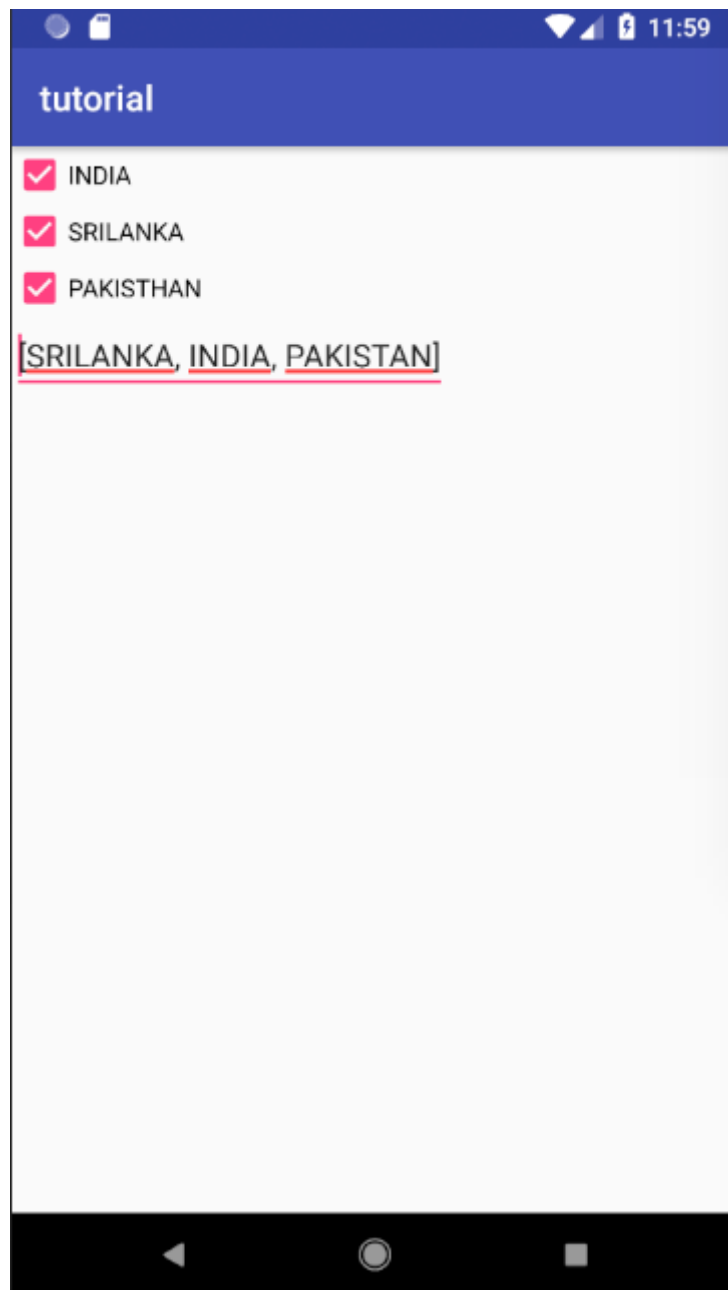 11:59
tutorial
INDIA
SRILANKA
PAKISTHAN
[SRILANKA, INDIA, PAKISTAN]